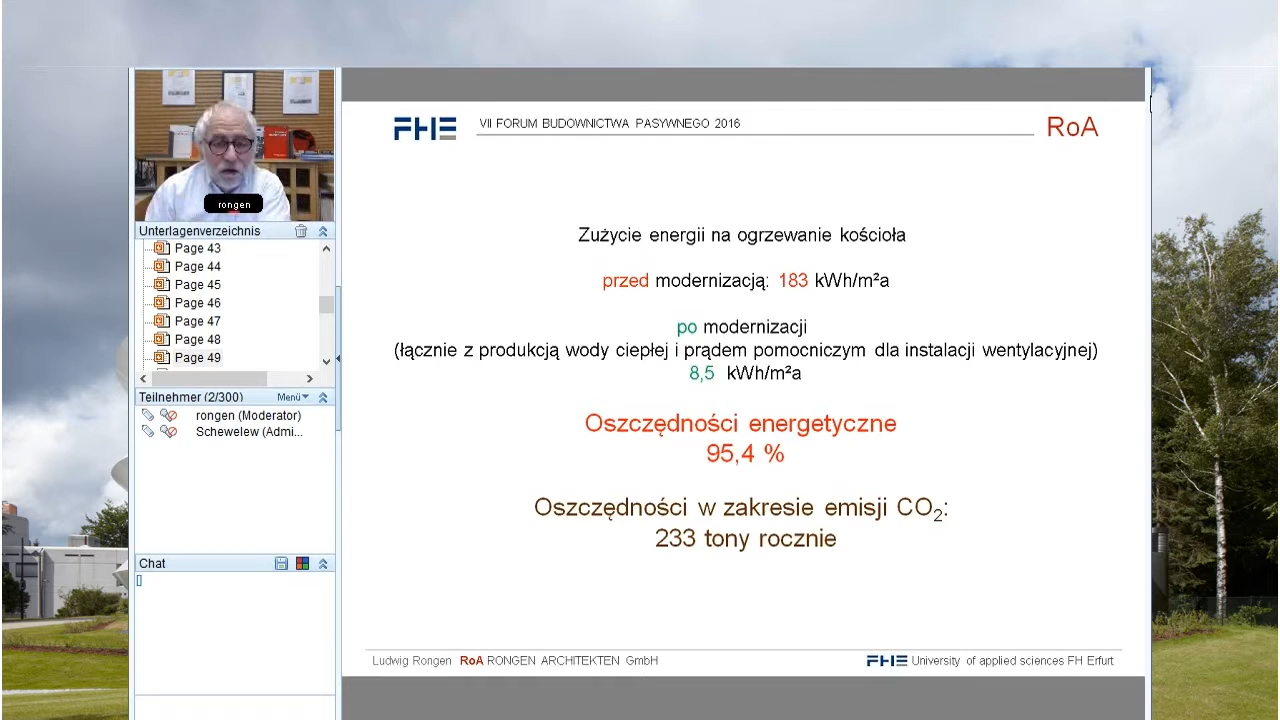 rongen
Unterlagenverzeichnis
Page 43
Page 44
Page 45
Page 46
Page 47
Page 48
Page 49
Teilnehmer (2/300)
Menü
rongen (Moderator)
Schewelew (Admi...
Chat
FHE
VII FORUM BUDOWNICTWA PASYWNEGO 2016
RoA
Zużycie energii na ogrzewanie kościoła
przed modernizacją: 183 kWh/m²a
po modernizacji
(łącznie z produkcją wody ciepłej i prądem pomocniczym dla instalacji wentylacyjnej)
8,5 kWh/m²a
Oszczędności energetyczne
95,4 %
Oszczędności w zakresie emisji CO₂:
233 tony rocznie
Ludwig Rongen RoA RONGEN ARCHITEKTEN GmbH
FHE University of applied sciences FH Erfurt